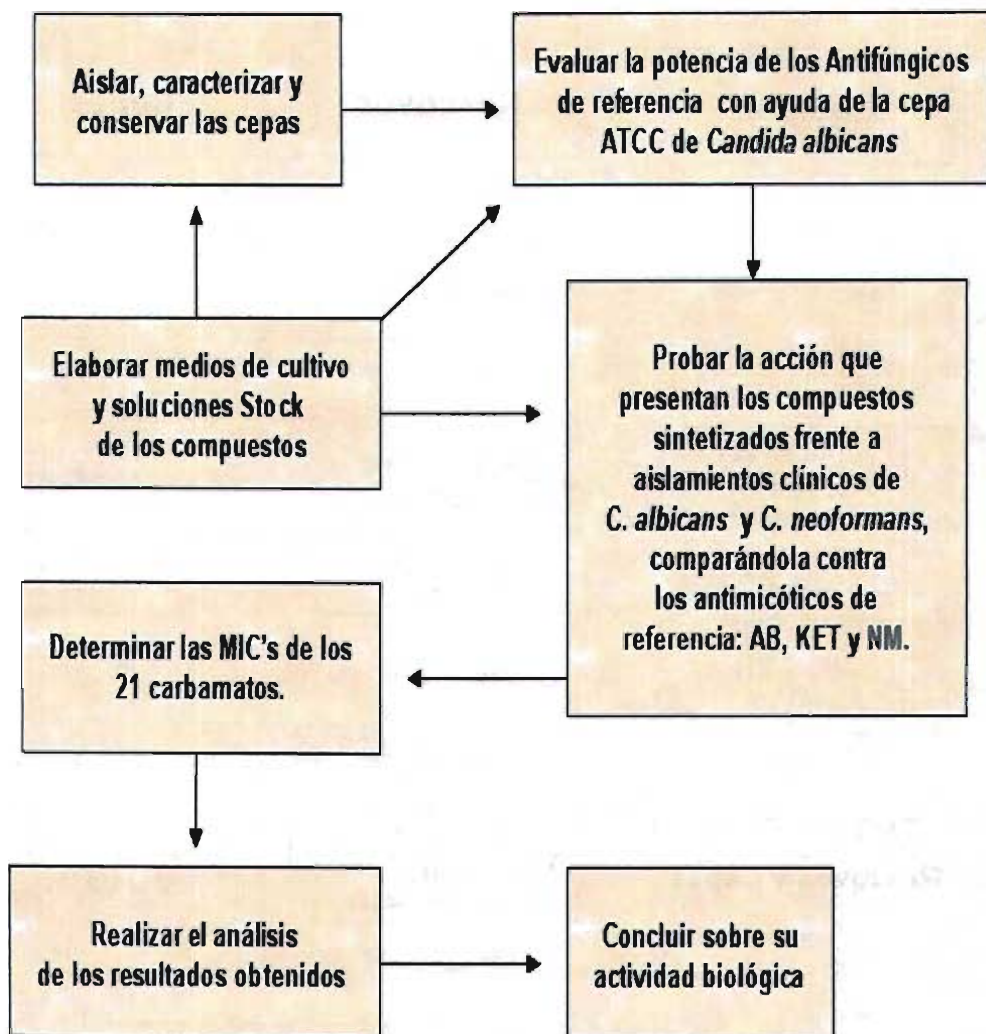 Aislar, caracterizar y
conservar las cepas
Evaluar la potencia de los Antifúngicos
de referencia con ayuda de la cepa
ATCC de Candida albicans
Elaborar medios de cultivo
y soluciones Stock
de los compuestos
Probar la acción que
presentan los compuestos
sintetizados frente a
aislamientos clínicos de
C. albicans y C. neoformans,
comparándola contra
los antimicóticos de
referencia: AB, KET y NM.
Determinar las MIC's de los
21 carbamatos.
Realizar el análisis
de los resultados obtenidos
Concluir sobre su
actividad biológica